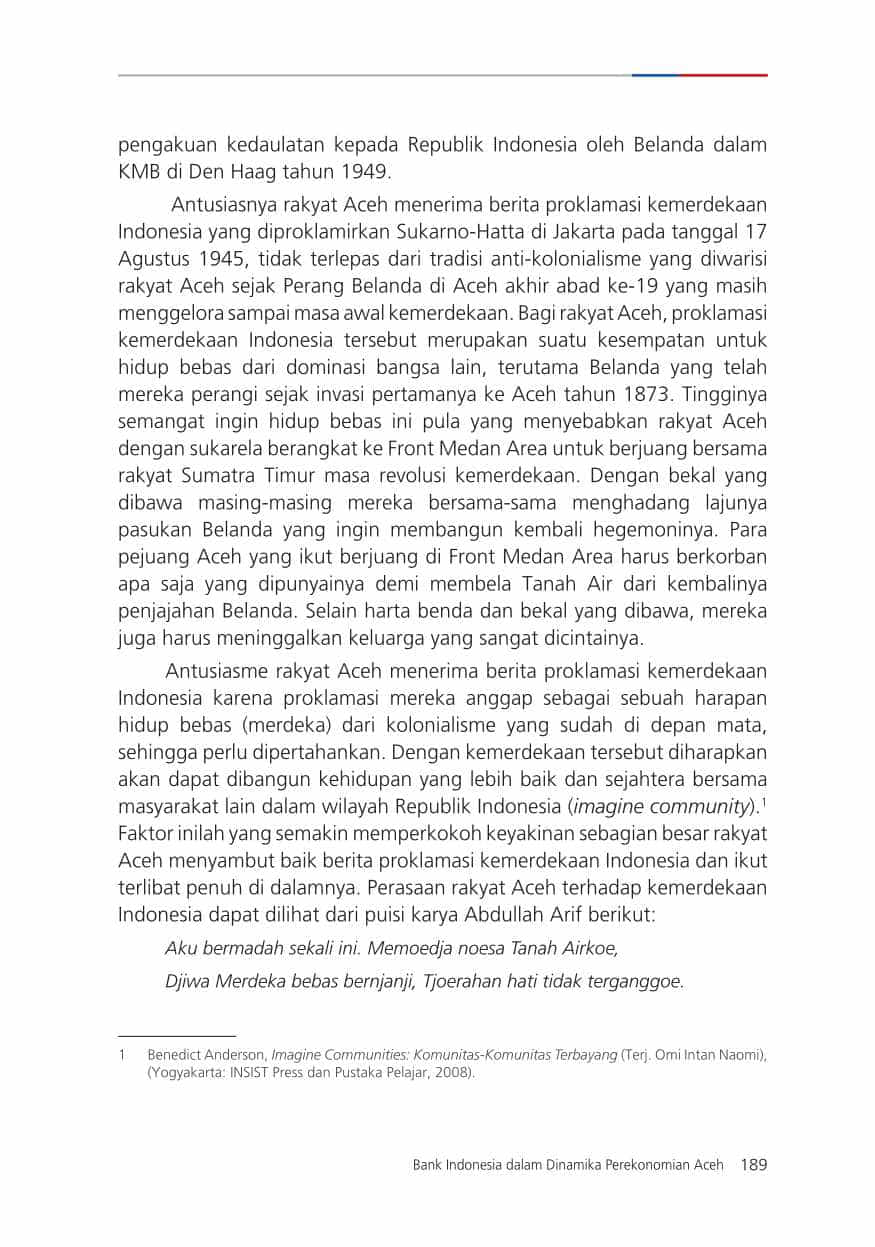 pengakuan kedaulatan kepada Republik Indonesia oleh Belanda dalam
KMB di Den Haag tahun 1949.
Antusiasnya rakyat Aceh menerima berita proklamasi kemerdekaan
Indonesia yang diproklamirkan Sukarno-Hatta di Jakarta pada tanggal 17
Agustus 1945, tidak terlepas dari tradisi anti-kolonialisme yang diwarisi
rakyat Aceh sejak Perang Belanda di Aceh akhir abad ke-19 yang masih
menggelora sampai masa awal kemerdekaan. Bagi rakyat Aceh, proklamasi
kemerdekaan Indonesia tersebut merupakan suatu kesempatan untuk
hidup bebas dari dominasi bangsa lain, terutama Belanda yang telah
mereka perangi sejak invasi pertamanya ke Aceh tahun 1873. Tingginya
semangat ingin hidup bebas ini pula yang menyebabkan rakyat Aceh
dengan sukarela berangkat ke Front Medan Area untuk berjuang bersama
rakyat Sumatra Timur masa revolusi kemerdekaan. Dengan bekal yang
dibawa masing-masing mereka bersama-sama menghadang lajunya
pasukan Belanda yang ingin membangun kembali hegemoninya. Para
pejuang Aceh yang ikut berjuang di Front Medan Area harus berkorban
apa saja yang dipunyainya demi membela Tanah Air dari kembalinya
penjajahan Belanda. Selain harta benda dan bekal yang dibawa, mereka
juga harus meninggalkan keluarga yang sangat dicintainya.
Antusiasme rakyat Aceh menerima berita proklamasi kemerdekaan
Indonesia karena proklamasi mereka anggap sebagai sebuah harapan
hidup bebas (merdeka) dari kolonialisme yang sudah di depan mata,
sehingga perlu dipertahankan. Dengan kemerdekaan tersebut diharapkan
akan dapat dibangun kehidupan yang lebih baik dan sejahtera bersama
masyarakat lain dalam wilayah Republik Indonesia (imagine community).1
Faktor inilah yang semakin memperkokoh keyakinan sebagian besar rakyat
Aceh menyambut baik berita proklamasi kemerdekaan Indonesia dan ikut
terlibat penuh di dalamnya. Perasaan rakyat Aceh terhadap kemerdekaan
Indonesia dapat dilihat dari puisi karya Abdullah Arif berikut:
Aku bermadah sekali ini. Memoedja noesa Tanah Airkoe,
Djiwa Merdeka bebas bernjanji, Tjoerahan hati tidak terganggoe.
1 Benedict Anderson, Imagine Communities: Komunitas-Komunitas Terbayang (Terj. Omi Intan Naomi),
(Yogyakarta: INSIST Press dan Pustaka Pelajar, 2008).
Bank Indonesia dalam Dinamika Perekonomian Aceh 189